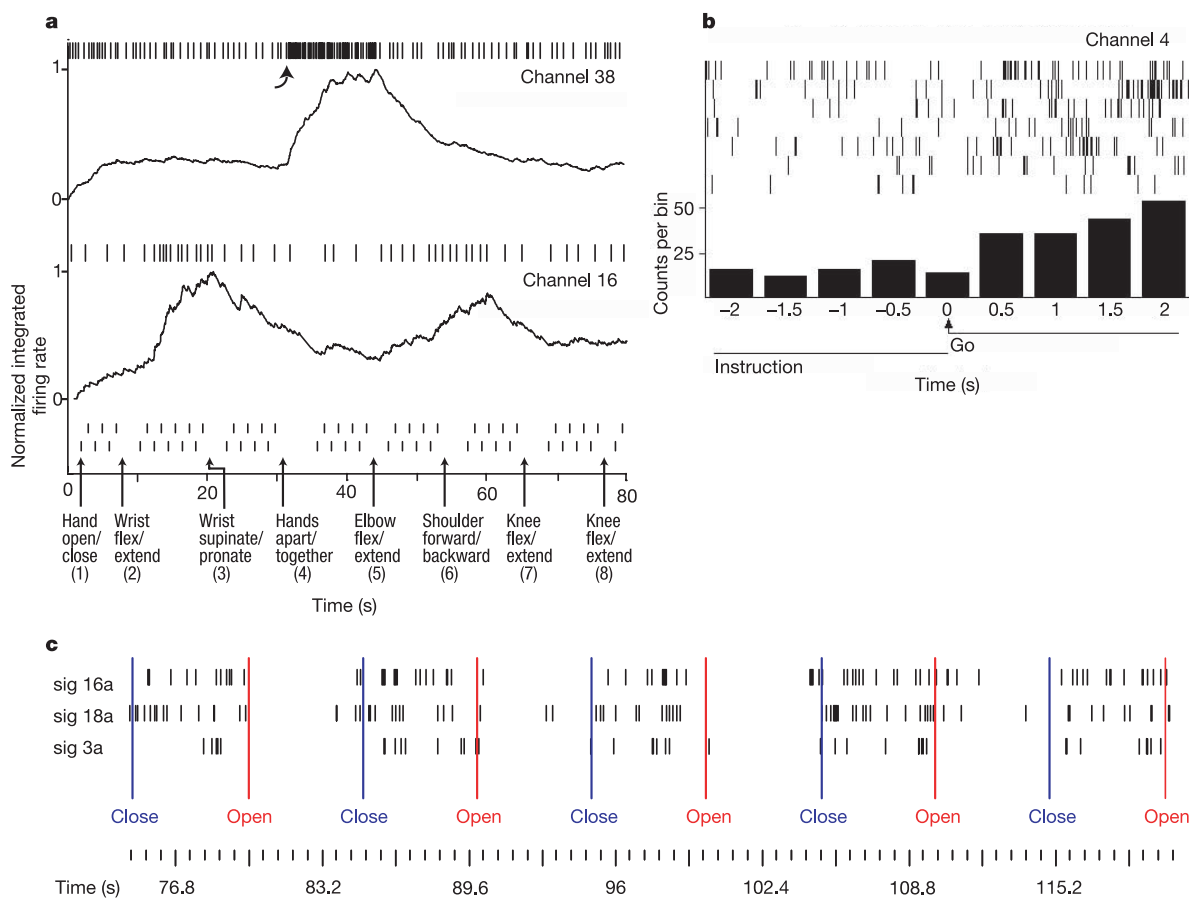 a
Channel 38
1
0
Channel 16
1
0
Normalized integrated
firing rate
0 20 40 60 80
Hand
open/
close
(1)
Wrist
flex/
extend
(2)
Wrist
supinate/
pronate
(3)
Hands
apart/
together
(4)
Elbow
flex/
extend
(5)
Shoulder
forward/
backward
(6)
Knee
flex/
extend
(7)
Knee
flex/
extend
(8)
Time (s)
b
Channel 4
Counts per bin
50
25
−2 −1.5 −1 −0.5 0 0.5 1 1.5 2
Go
Instruction
Time (s)
c
sig 16a
sig 18a
sig 3a
Close Open Close Open Close Open Close Open Close Open
Time (s) 76.8 83.2 89.6 96 102.4 108.8 115.2